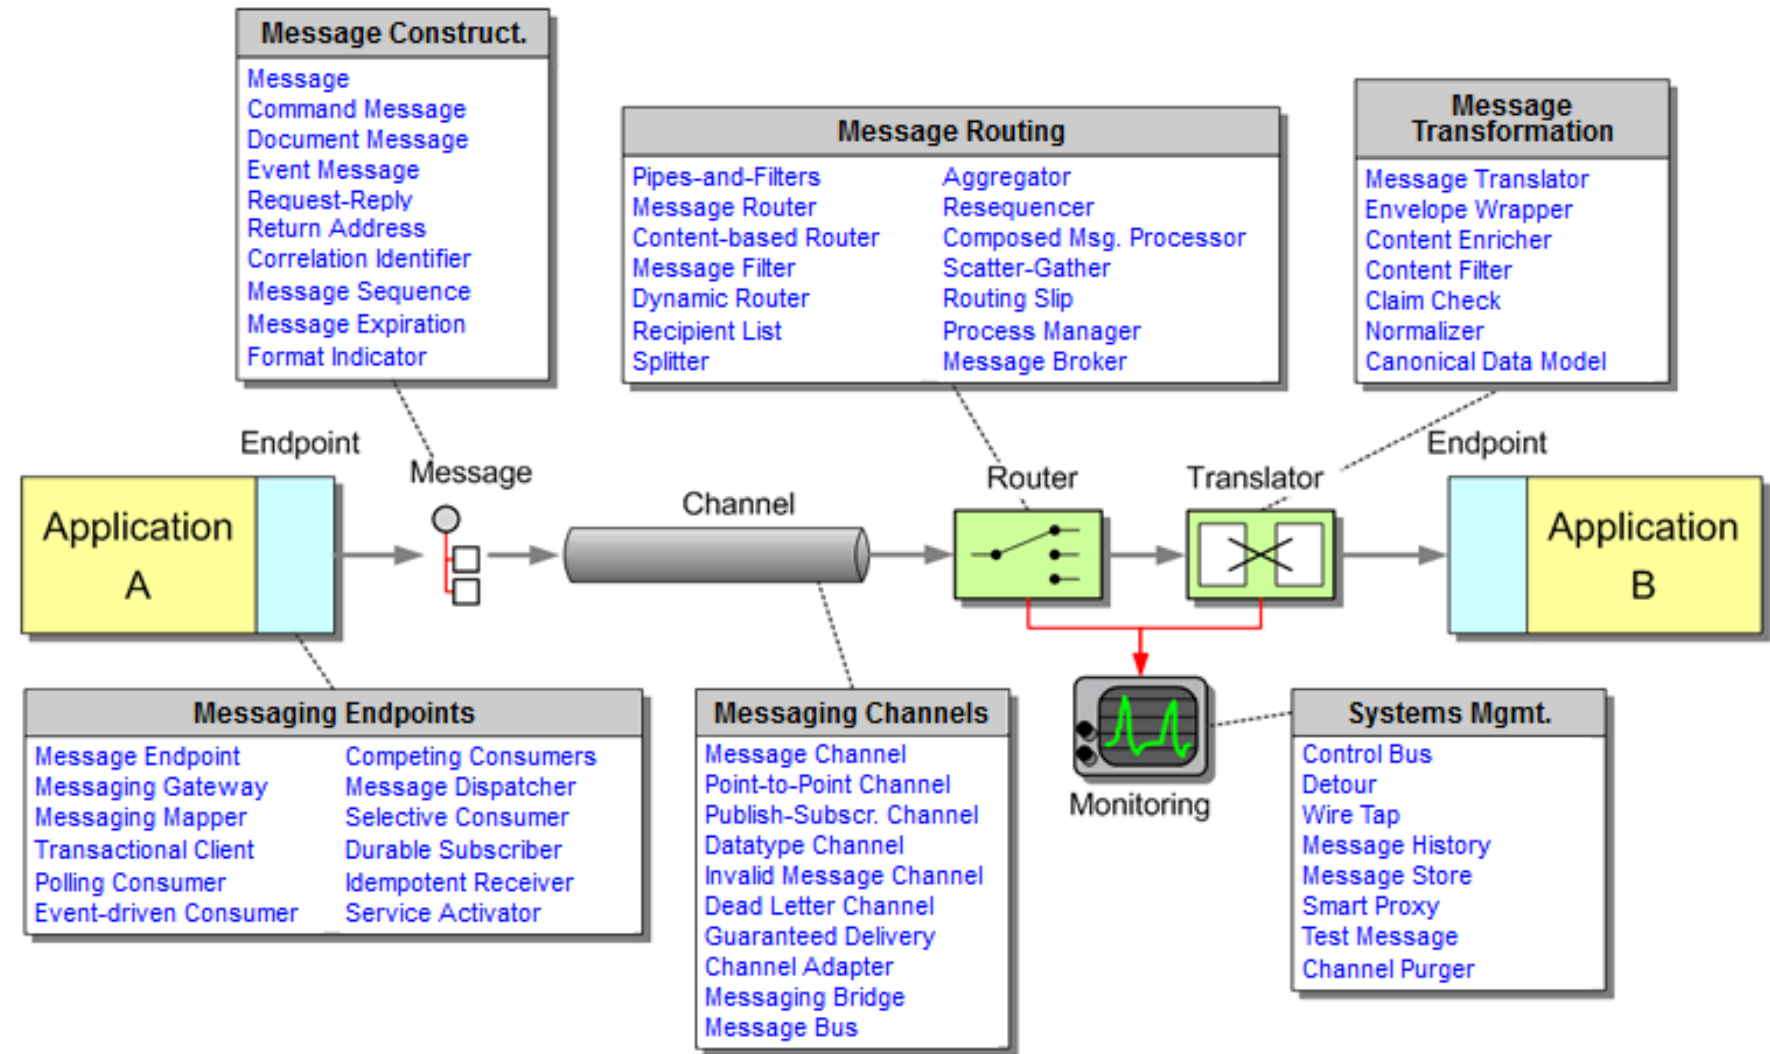 Message Construct.
Message
Command Message
Document Message
Event Message
Request-Reply
Return Address
Correlation Identifier
Message Sequence
Message Expiration
Format Indicator
Message Routing
Pipes-and-Filters
Message Router
Content-based Router
Message Filter
Dynamic Router
Recipient List
Splitter
Aggregator
Resequencer
Composed Msg. Processor
Scatter-Gather
Routing Slip
Process Manager
Message Broker
Message
Transformation
Message Translator
Envelope Wrapper
Content Enricher
Content Filter
Claim Check
Normalizer
Canonical Data Model
Endpoint
Message
Channel
Router
Translator
Endpoint
Application
A
Application
B
Messaging Endpoints
Message Endpoint
Messaging Gateway
Messaging Mapper
Transactional Client
Polling Consumer
Event-driven Consumer
Competing Consumers
Message Dispatcher
Selective Consumer
Durable Subscriber
Idempotent Receiver
Service Activator
Messaging Channels
Message Channel
Point-to-Point Channel
Publish-Subscr. Channel
Datatype Channel
Invalid Message Channel
Dead Letter Channel
Guaranteed Delivery
Channel Adapter
Messaging Bridge
Message Bus
Monitoring
Systems Mgmt.
Control Bus
Detour
Wire Tap
Message History
Message Store
Smart Proxy
Test Message
Channel Purger